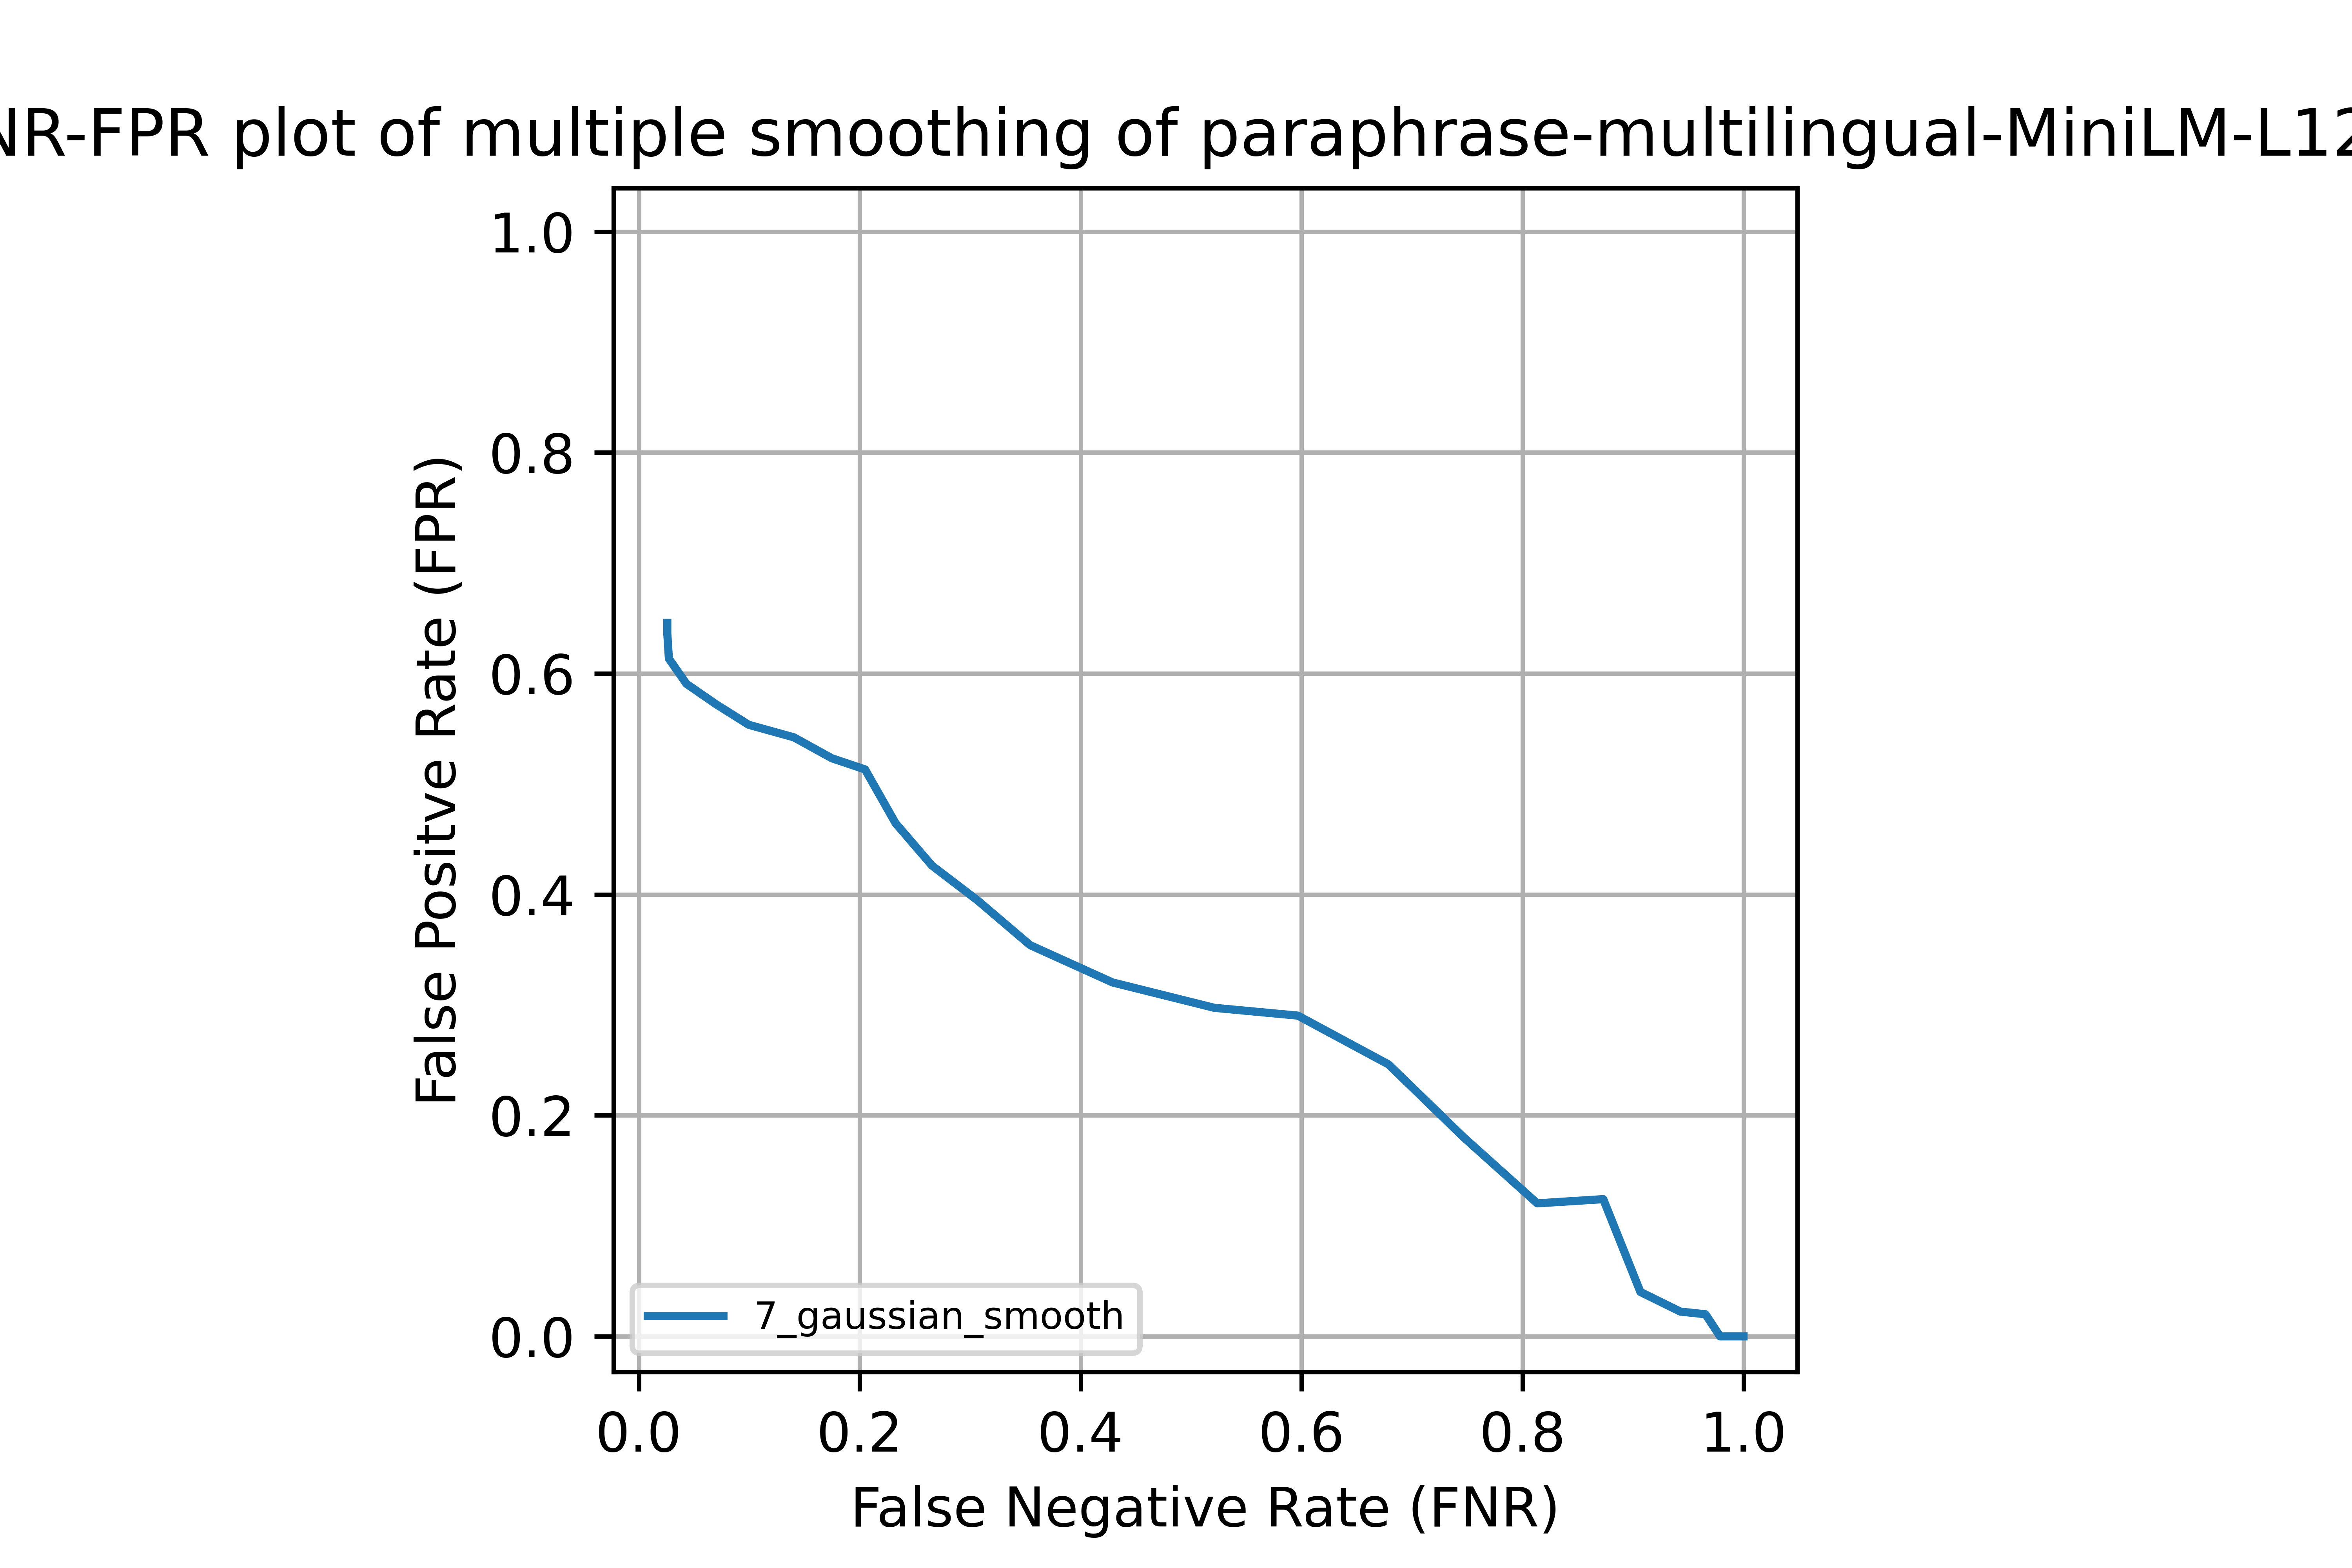 NR-FPR plot of multiple smoothing of paraphrase-multilingual-MiniLM-L12
1.0
0.8
0.6
0.4
0.2
0.0
False Positve Rate (FPR)
7_gaussian_smooth
0.0 0.2 0.4 0.6 0.8 1.0
False Negative Rate (FNR)